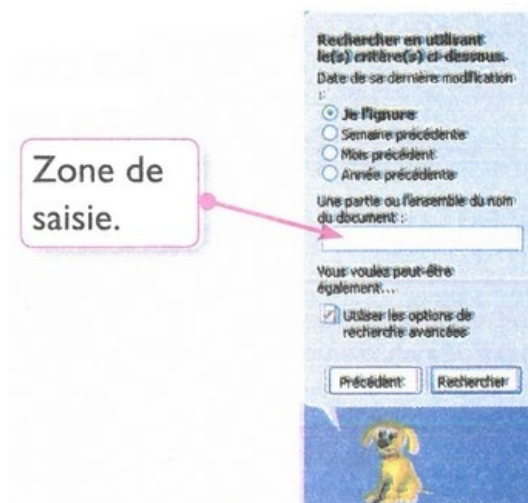 Rechercher en utilisant
le(s) critère(s) ci-dessous.
Date de sa dernière modification
:
Je l'ignore
Semaine précédente
Mois précédent
Année précédente
Zone de
saisie.
Une partie ou l'ensemble du nom
du document :
Vous voulez peut-être
également...
Utiliser les options de
recherche avancées
Précédent Rechercher